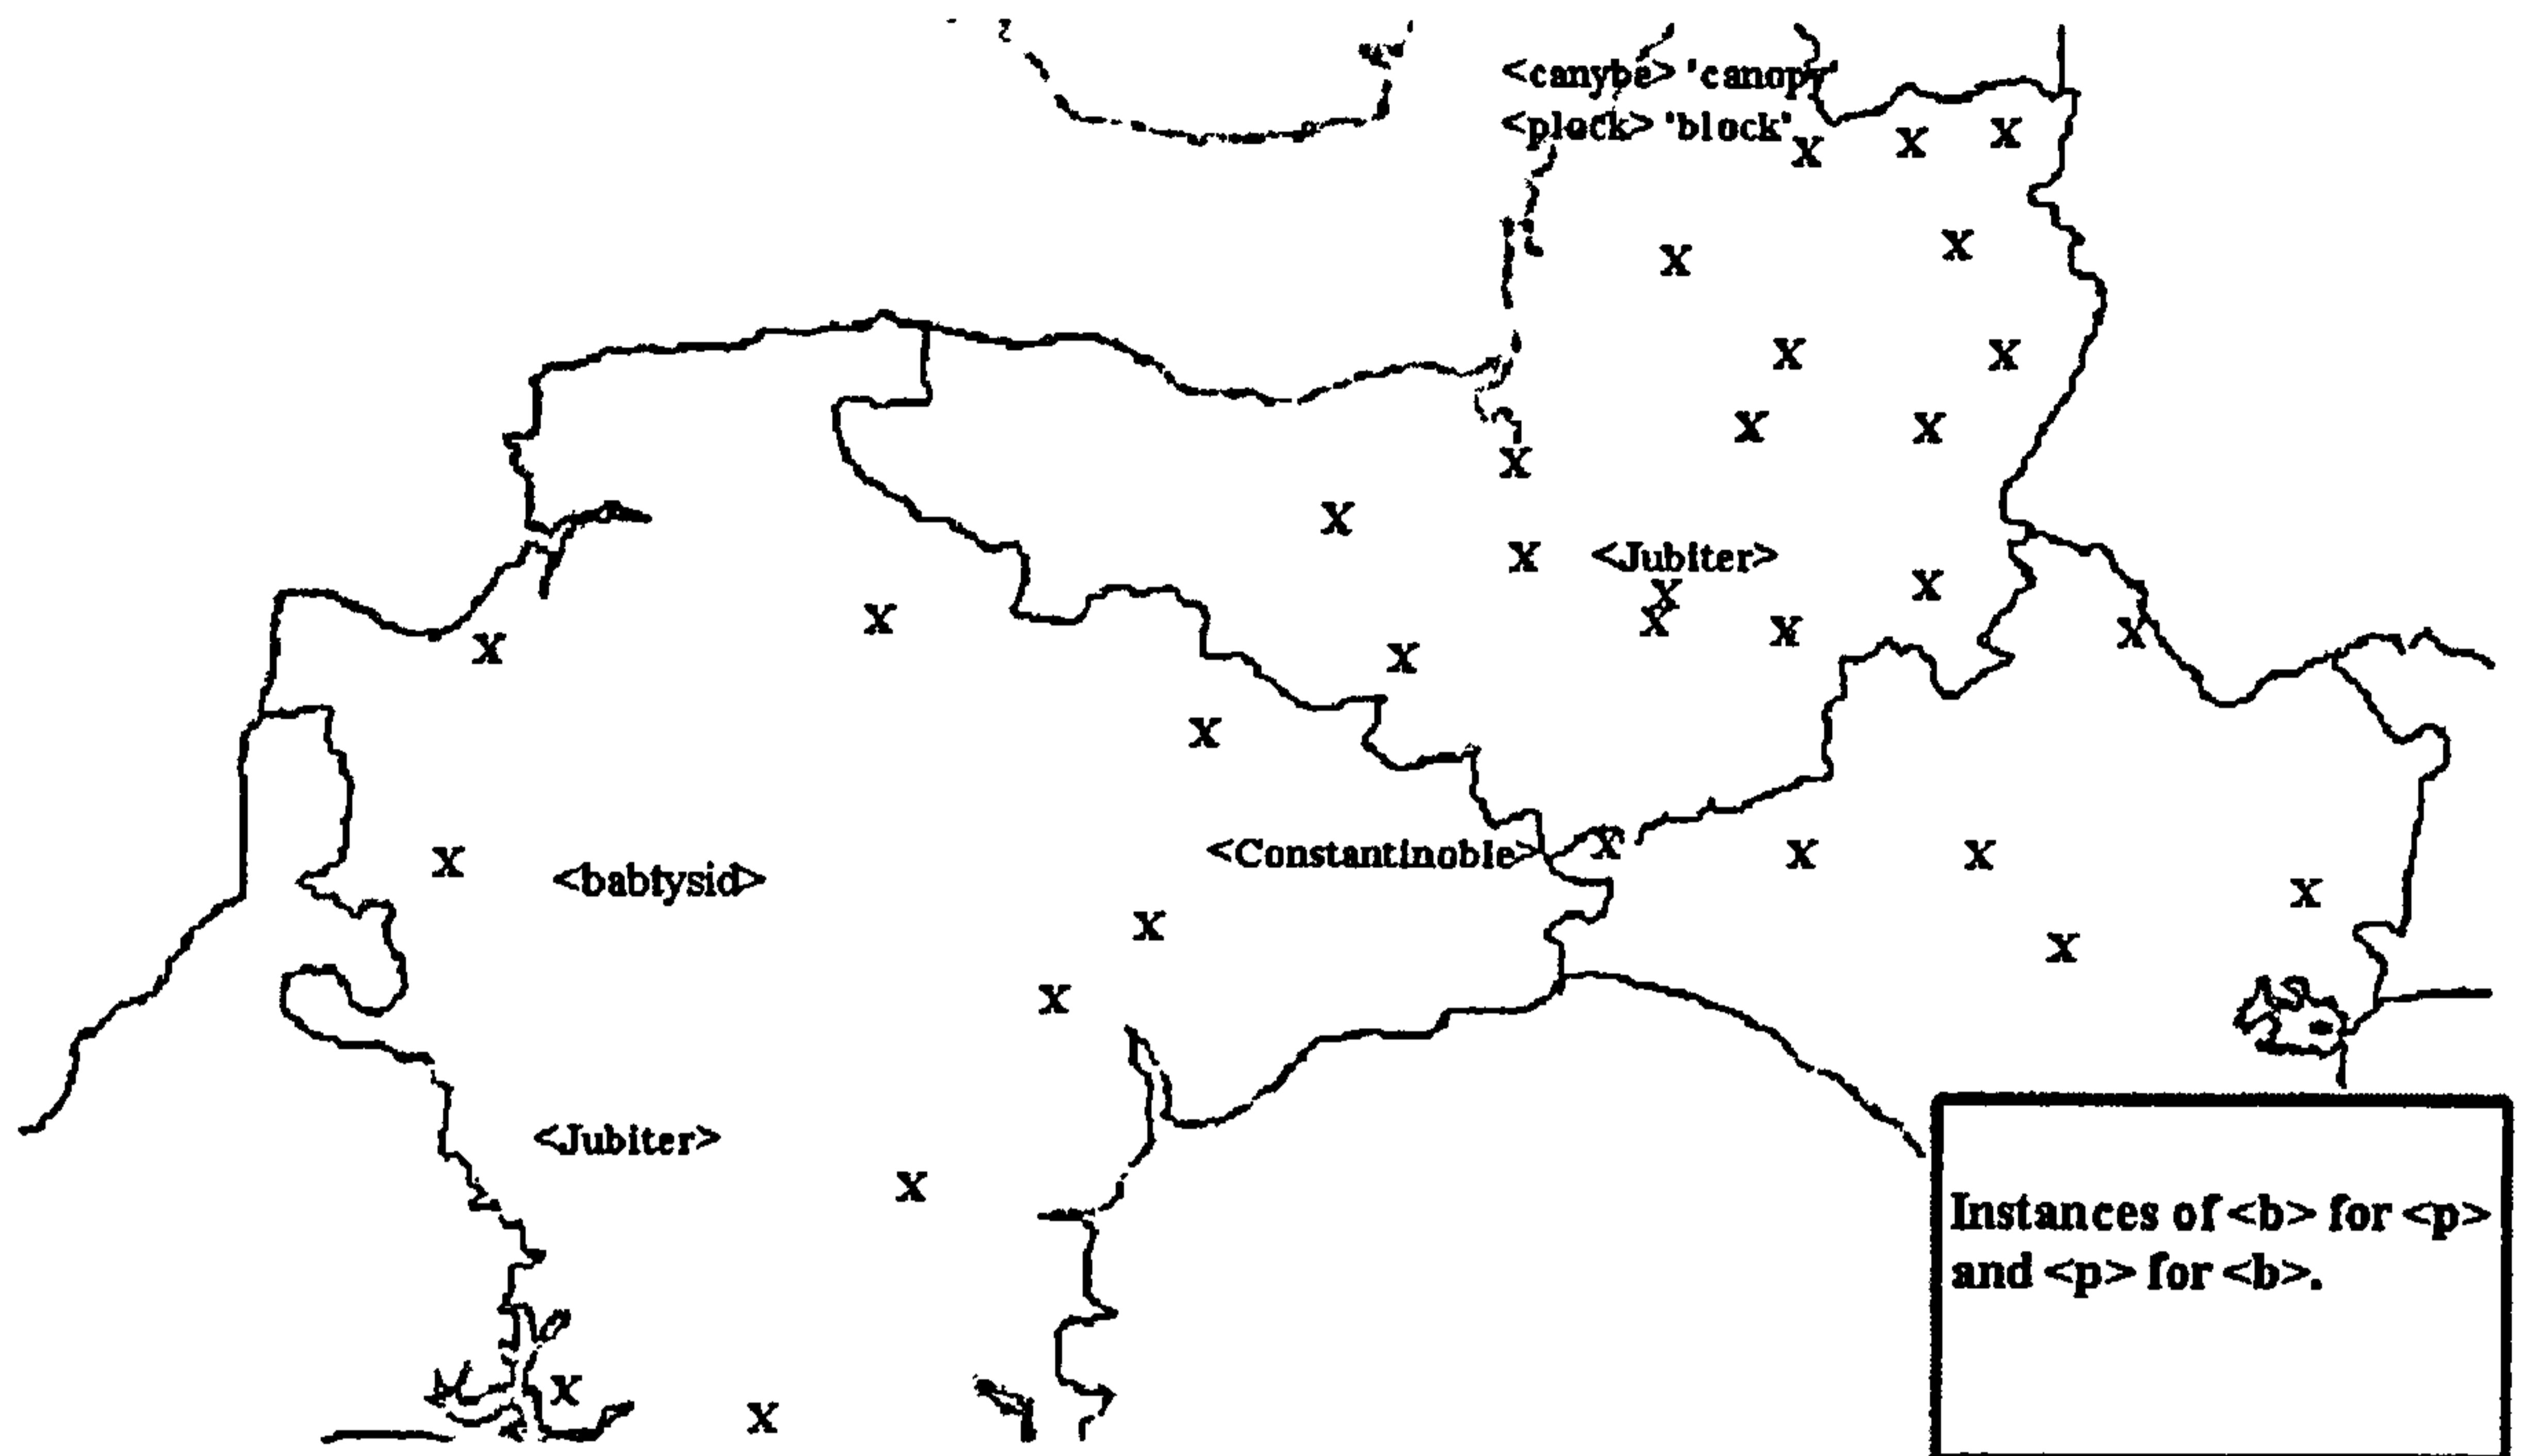 <canybe> 'canopy'
<plock> 'block'
X X X
X X
X X
X X
X
X
X <Jubiter>
X
X
X
X
X
X
X
X
X
X
<Constantinoble> X X X
X <babtysid>
X
X
X
X
<Jubiter>
X
X
X
Instances of <b> for <p>
and <p> for <b>.